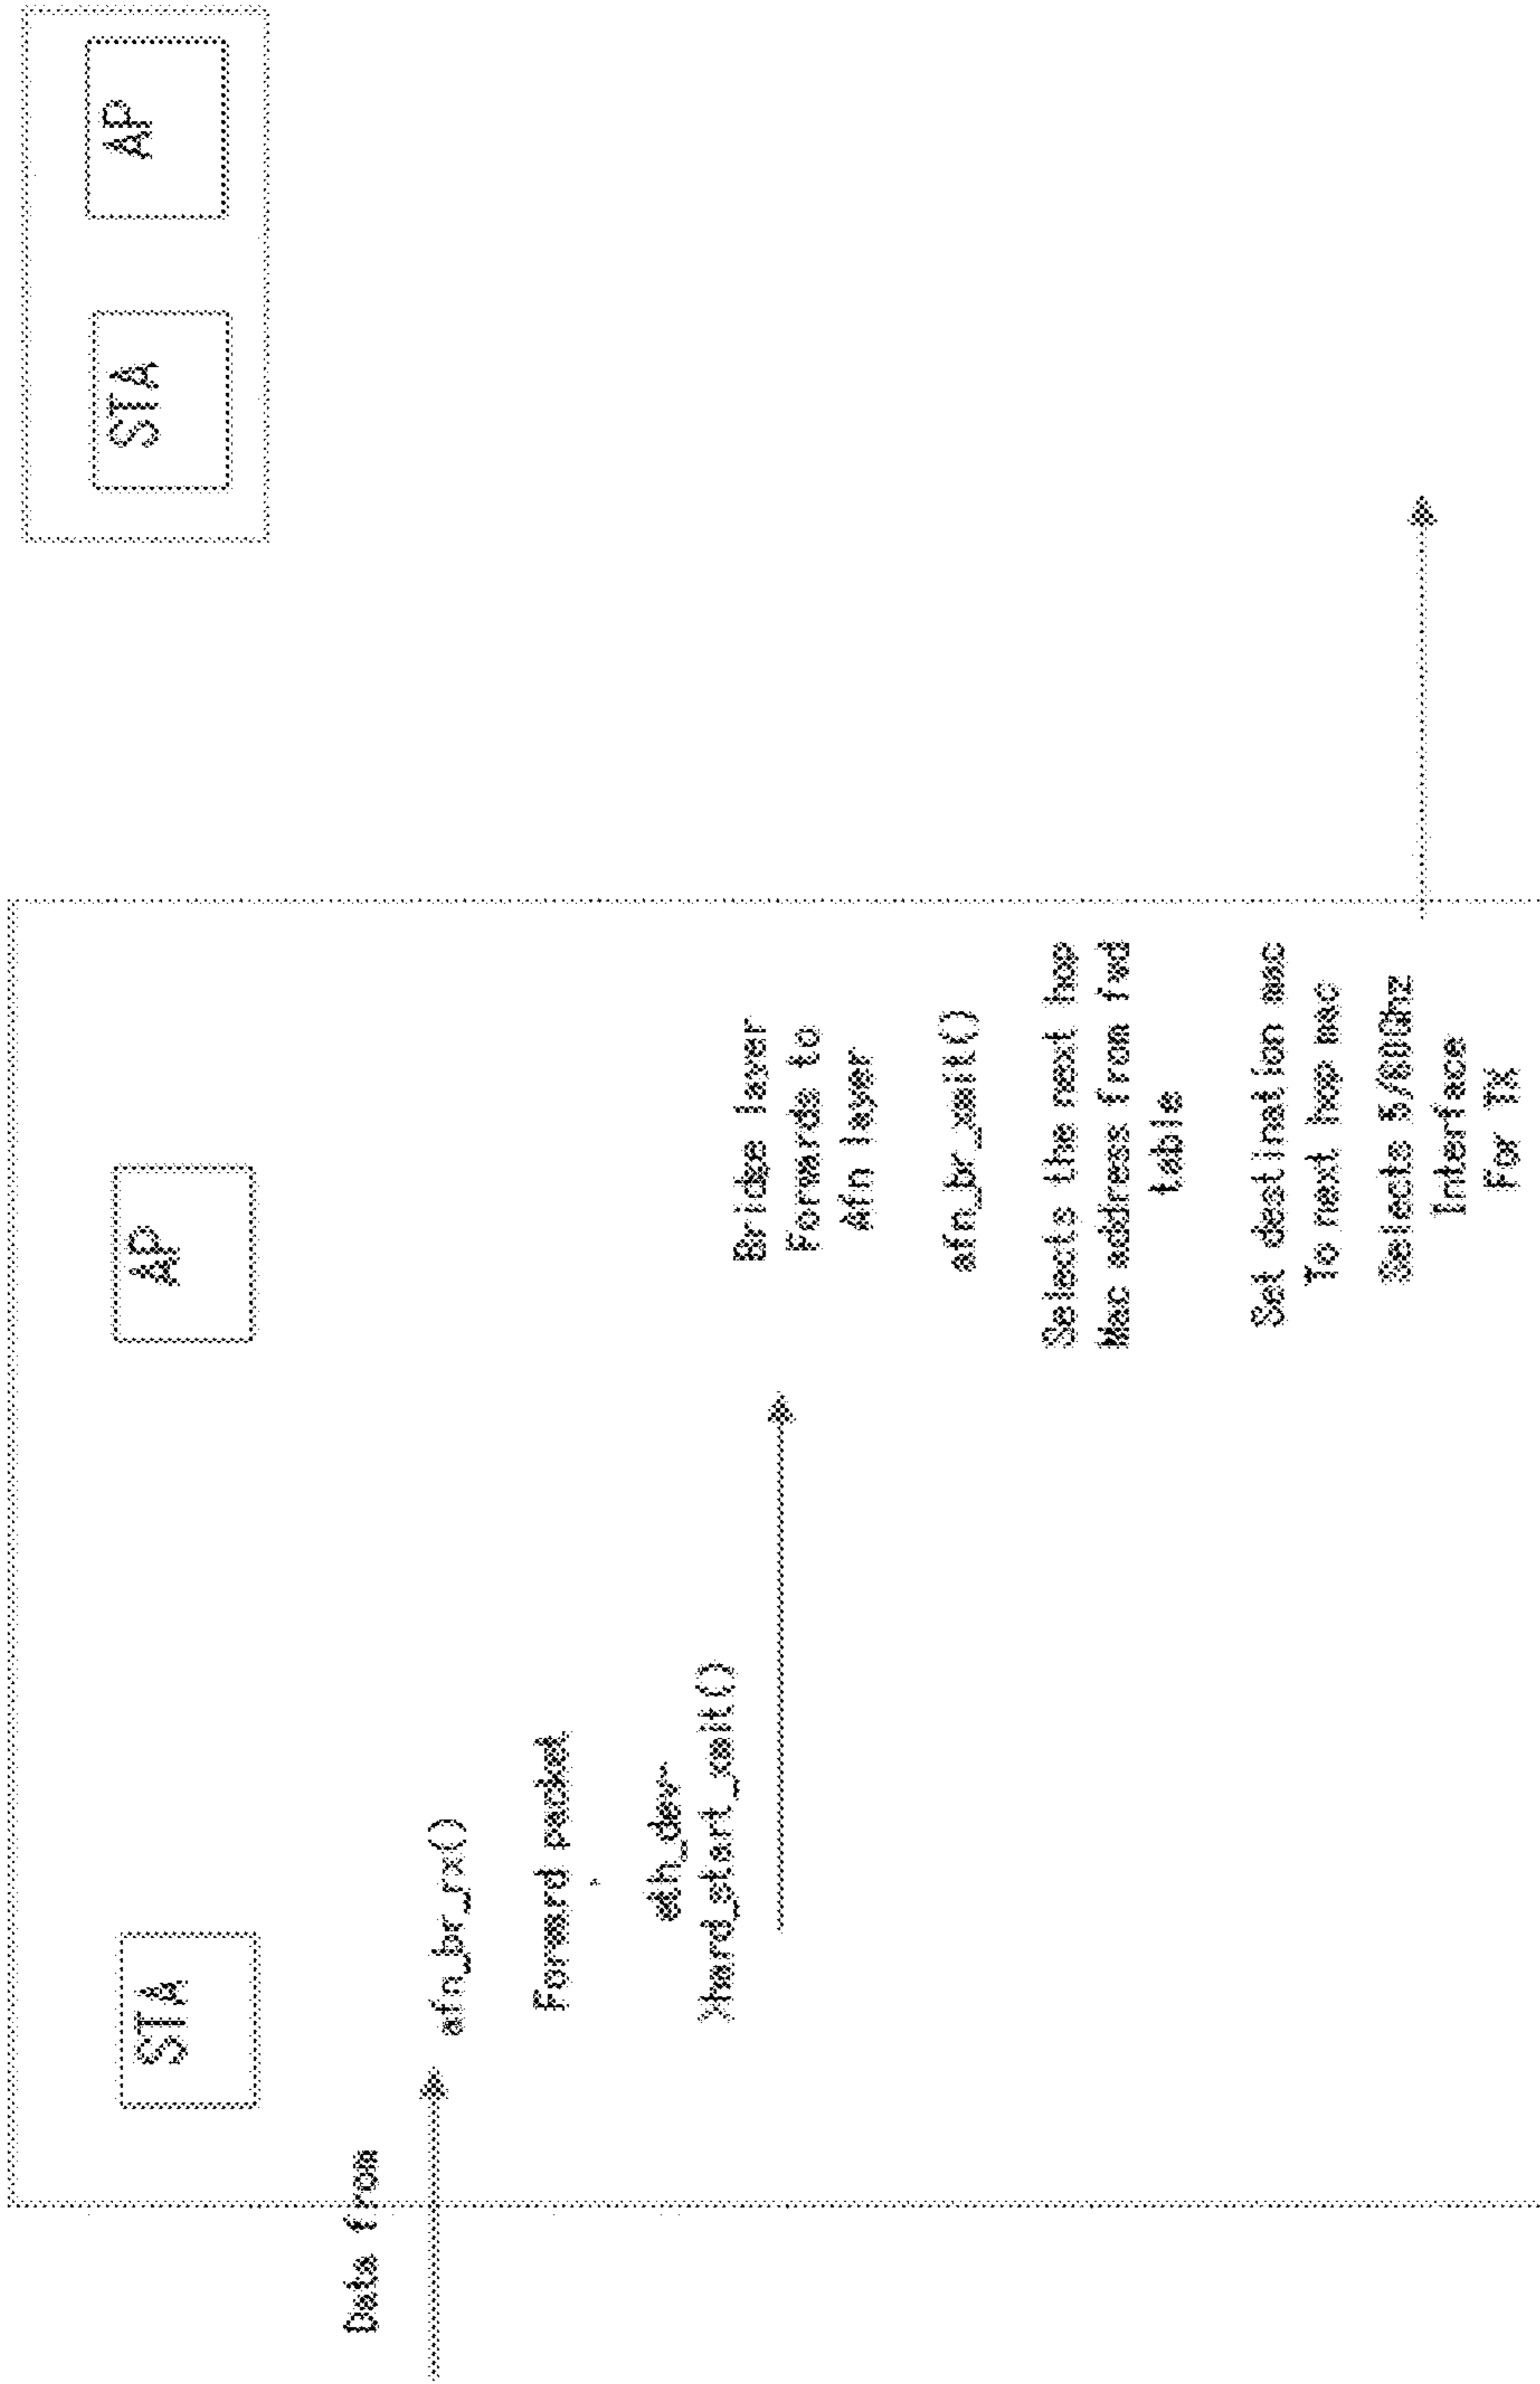 STA
AP
STA
AP
Data from
afn_br_rx()
Forward packet
eth_dev-
>hard_start_xmit()
Bridge layer
Forwards to
Afn layer
afn_br_xmit()
Selects the next hop
Mac address from fwd
table
Set destination mac
To next hop mac
Selects 5/60Ghz
Interface
For TX